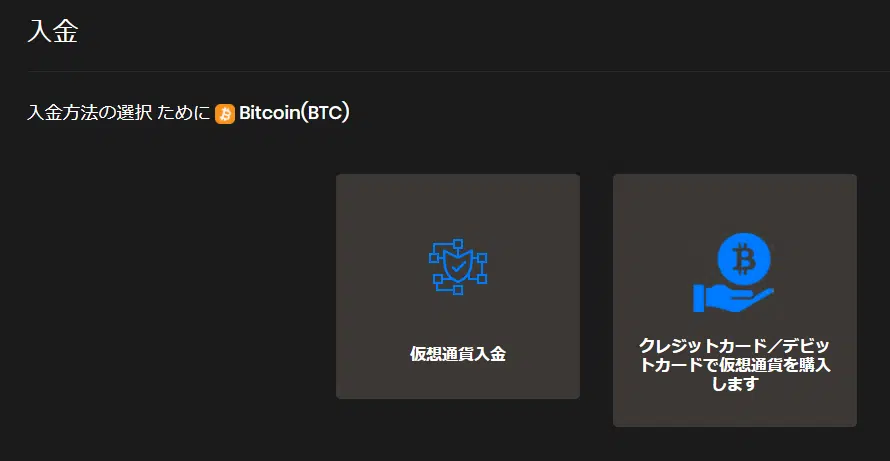 入金
入金方法の選択 ために Bitcoin(BTC)
仮想通貨入金
クレジットカード／デビッ
トカードで仮想通貨を購入
します